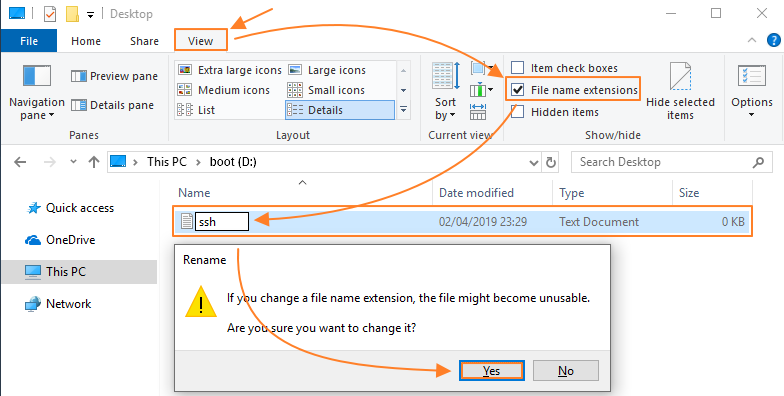 Desktop
File
Home
Share
View
Navigation
pane
Preview pane
Details pane
Panes
Extra large icons
Large icons
Medium icons
Small icons
List
Details
Layout
Sort
by
Current view
Item check boxes
File name extensions
Hidden items
Hide selected
items
Show/hide
Options
This PC > boot (D:)
Search Desktop
Name
Date modified
Type
Size
Quick access
OneDrive
This PC
Network
ssh
02/04/2019 23:29
Text Document
0 KB
Rename
If you change a file name extension, the file might become unusable.
Are you sure you want to change it?
Yes
No